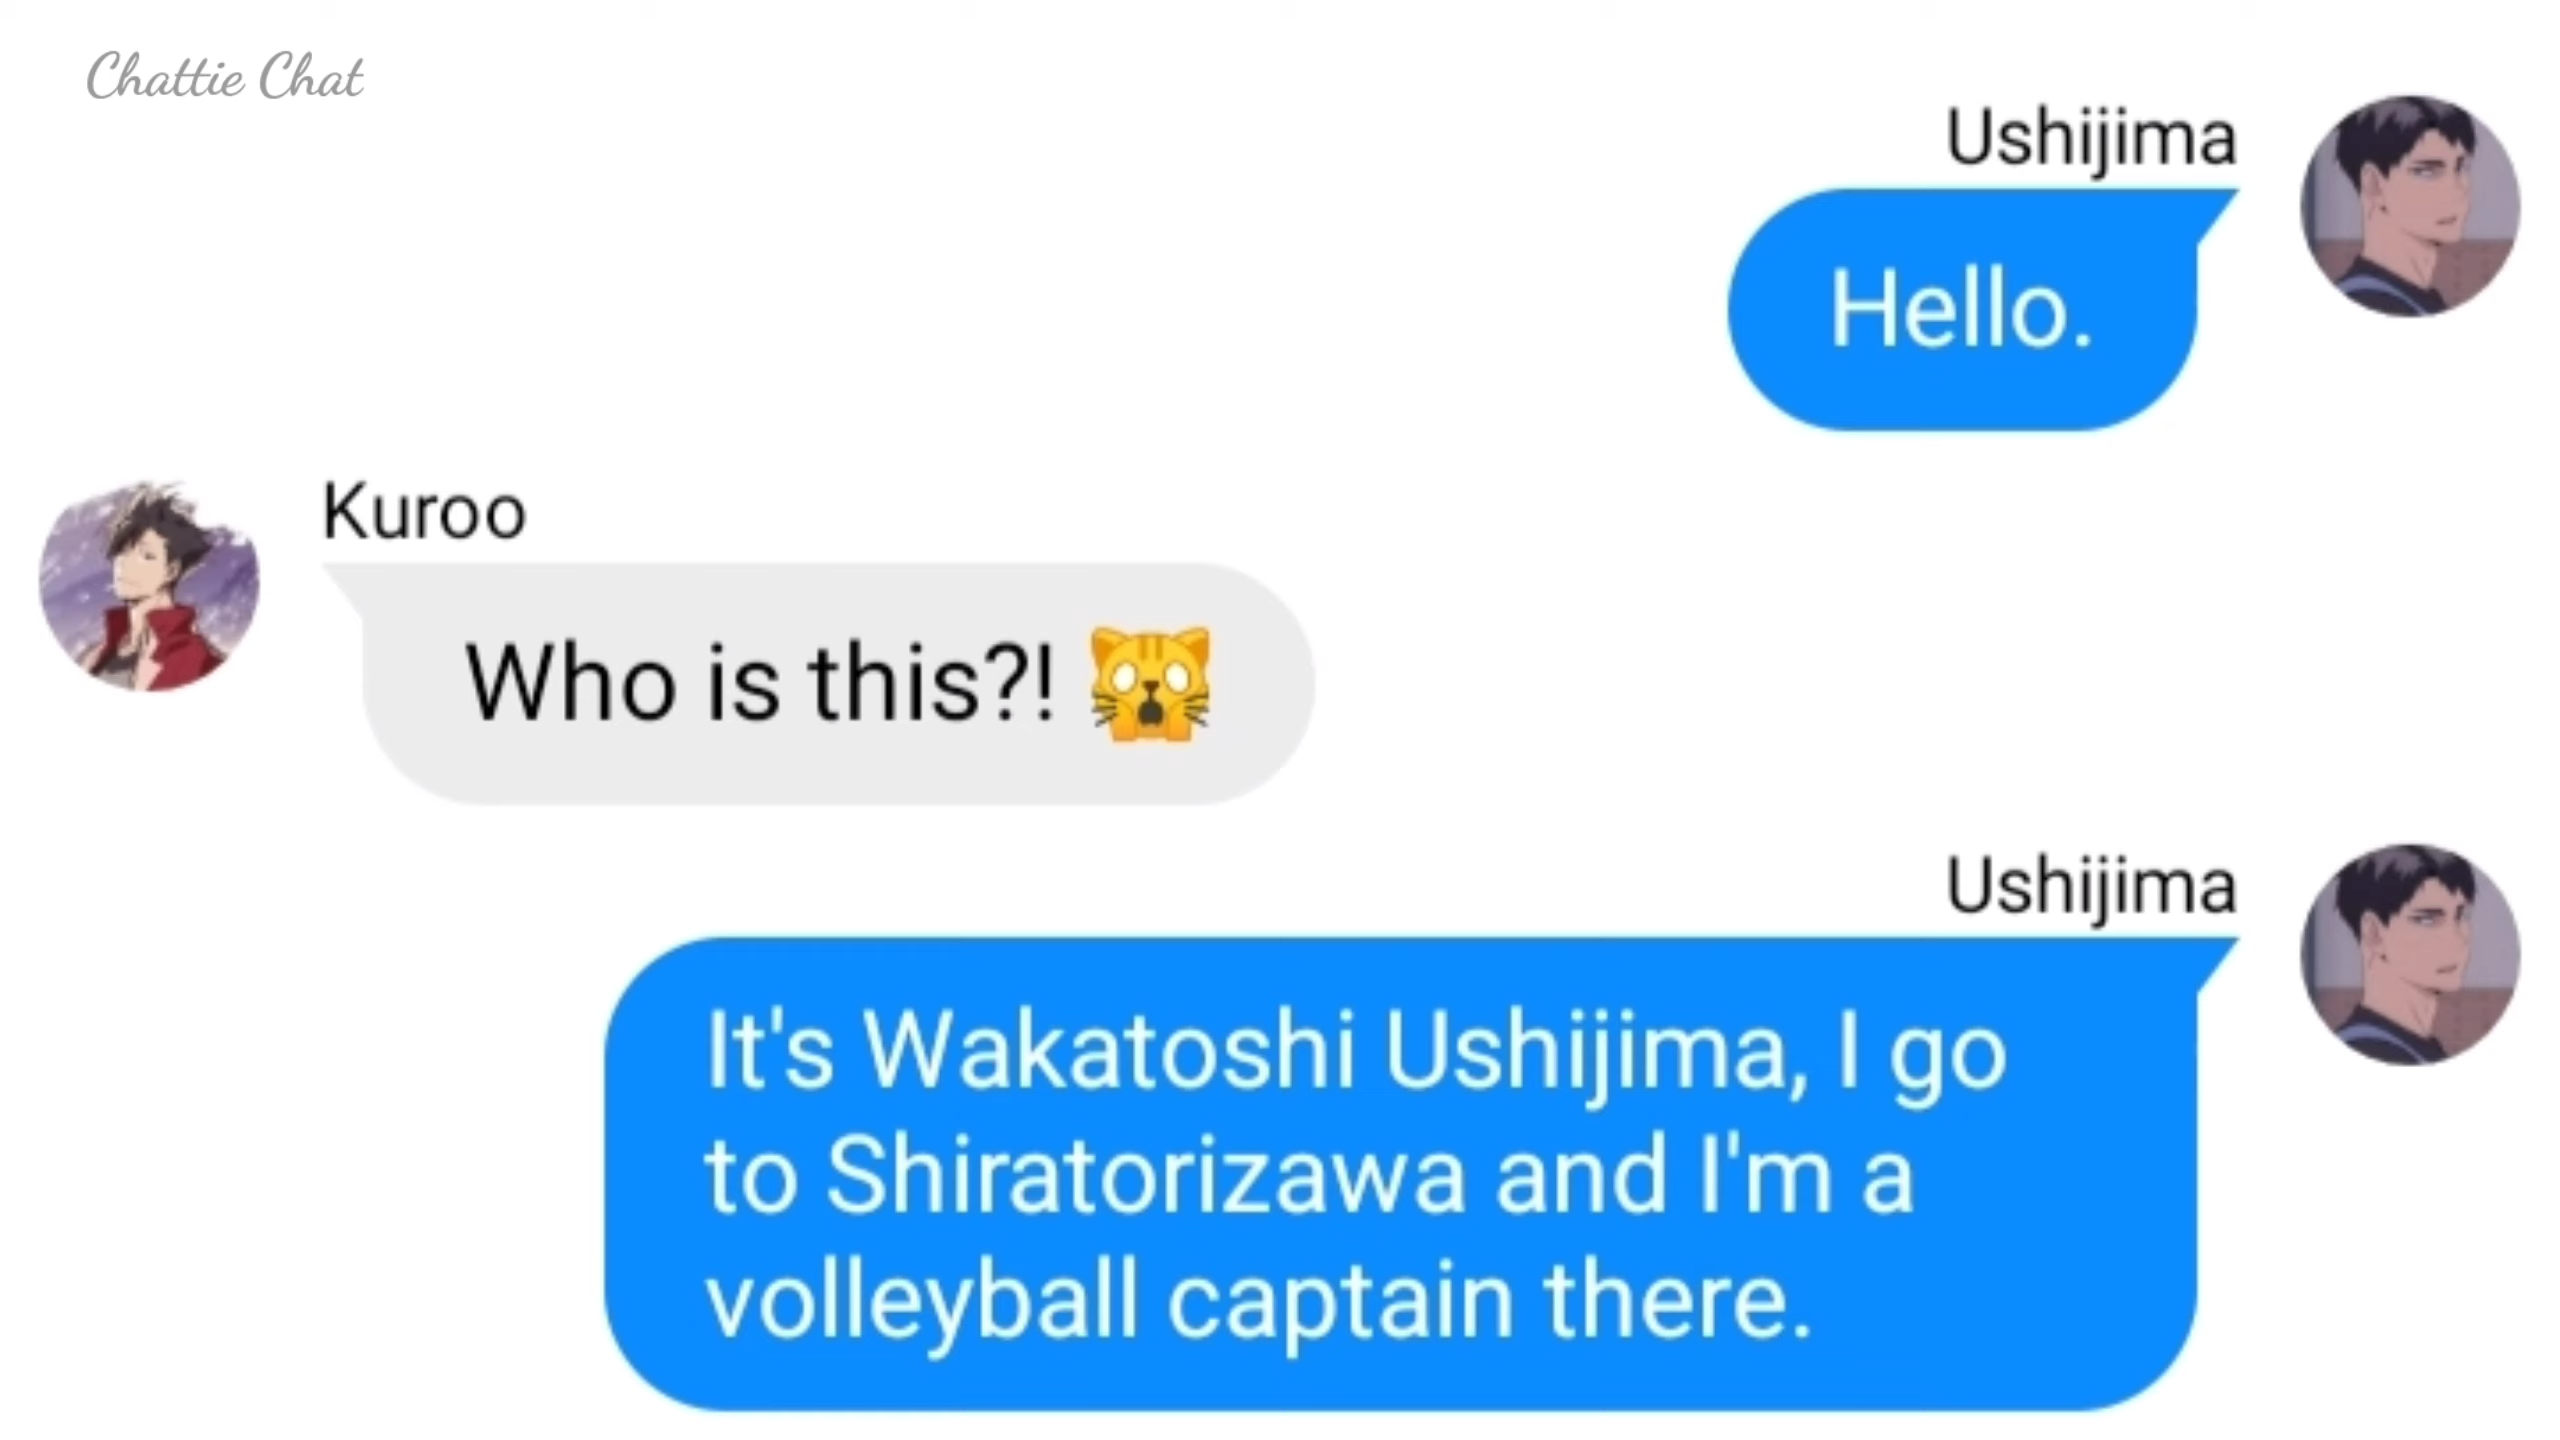 Chattie Chat
Ushijima
Hello.
Kuroo
Who is this?! 🙀
Ushijima
It's Wakatoshi Ushijima, I go
to Shiratorizawa and I'm a
volleyball captain there.